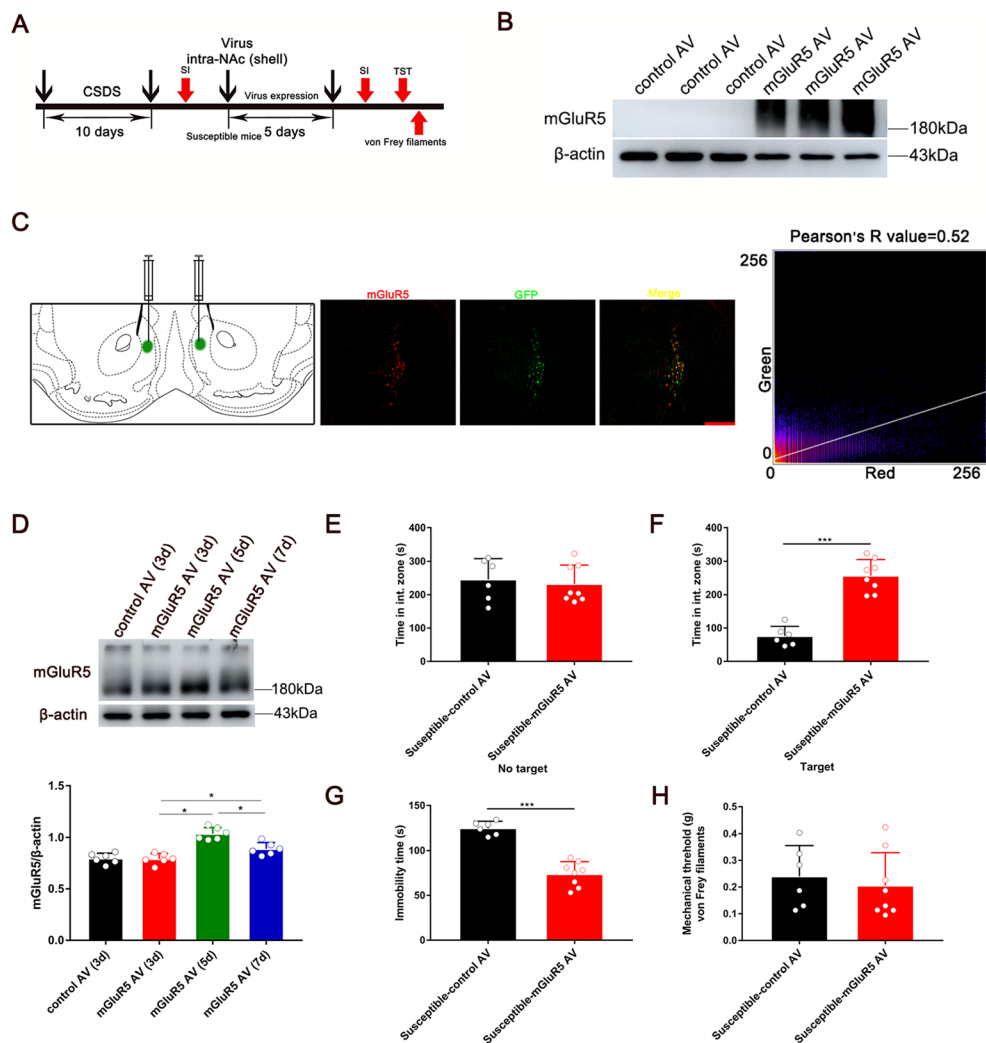 A
Virus
intra-NAc (shell)
SI
SI
TST
CSDS
Virus expression
10 days
Susceptible mice
5 days
von Frey filaments
B
control AV
control AV
control AV
mGluR5 AV
mGluR5 AV
mGluR5 AV
mGluR5
180kDa
β-actin
43kDa
C
mGluR5
GFP
Merge
Pearson's R value=0.52
256
Green
0
0
Red
256
D
control AV (3d)
mGluR5 AV (3d)
mGluR5 AV (5d)
mGluR5 AV (7d)
mGluR5
180kDa
β-actin
43kDa
mGluR5/β-actin
1.5
1.0
0.5
0.0
*
*
*
control AV (3d)
mGluR5 AV (3d)
mGluR5 AV (5d)
mGluR5 AV (7d)
E
Time in int. zone (s)
400
300
200
100
0
Suseptible-control AV
Suseptible-mGluR5 AV
No target
F
Time in int. zone (s)
400
300
200
100
0
***
Suseptible-control AV
Suseptible-mGluR5 AV
Target
G
Immobility time (s)
150
100
50
0
***
Susceptible-control AV
Susceptible-mGluR5 AV
H
Mechanical threhold (g)
von Frey filaments
0.5
0.4
0.3
0.2
0.1
0.0
Susceptible-control AV
Susceptible-mGluR5 AV